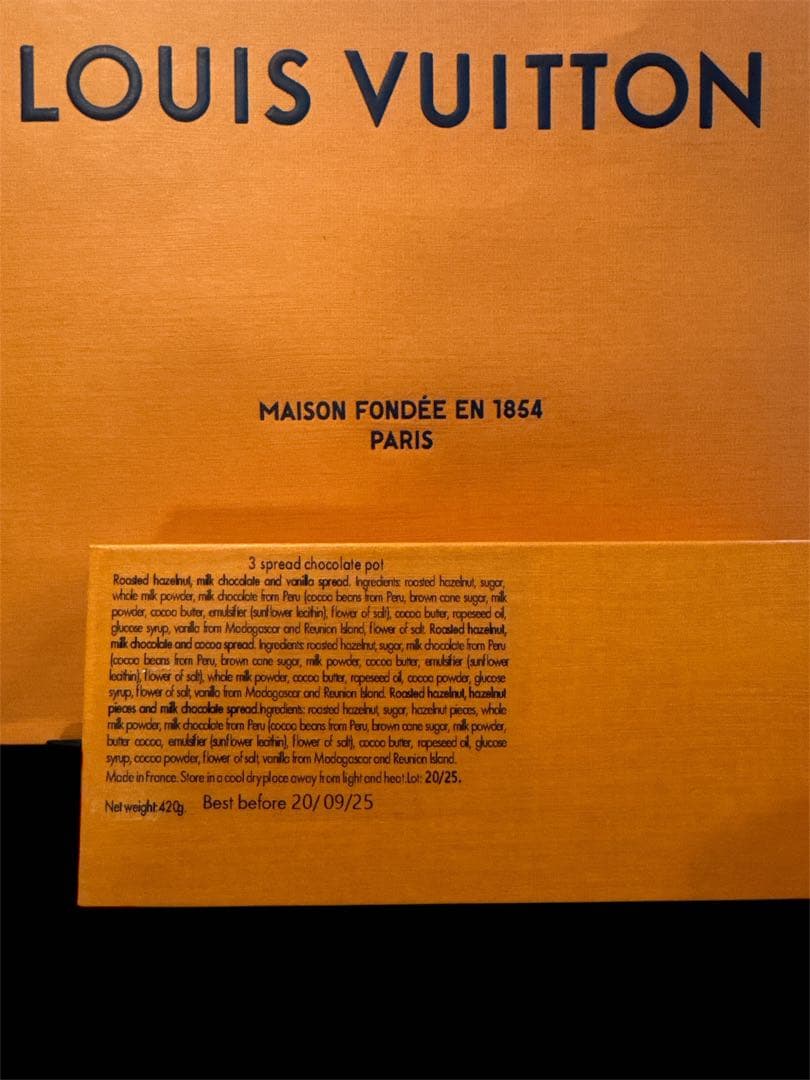 LOUIS VUITTON
MAISON FONDÉE EN 1854
PARIS
3 spread chocolate pot
Roasted hazelnut, milk chocolate and vanilla spread. Ingredients: roasted hazelnut, sugar,
whole milk powder, milk chocolate from Peru (cocoa beans from Peru, brown cane sugar, milk
powder, cocoa butter, emulsifier (sunflower lecithin), flower of salt), cocoa butter, rapeseed oil,
glucose syrup, vanilla from Madagascar and Reunion Island, flower of salt. Roasted hazelnut,
milk chocolate and cocoa spread. Ingredients: roasted hazelnut, sugar, milk chocolate from Peru
(cocoa beans from Peru, brown cane sugar, milk powder, cocoa butter, emulsifier (sunflower
lecithin), flower of salt), whole milk powder, cocoa butter, rapeseed oil, cocoa powder, glucose
syrup, flower of salt, vanilla from Madagascar and Reunion Island. Roasted hazelnut, hazelnut
pieces and milk chocolate spread.Ingredients: roasted hazelnut, sugar, hazelnut pieces, whole
milk powder, milk chocolate from Peru (cocoa beans from Peru, brown cane sugar, milk powder,
butter cocoa, emulsifier (sunflower lecithin), flower of salt), cocoa butter, rapeseed oil, glucose
syrup, cocoa powder, flower of salt, vanilla from Madagascar and Reunion Island.
Made in France. Store in a cool dry place away from light and heat.Lot: 20/25.
Net weight:420g. Best before 20/09/25